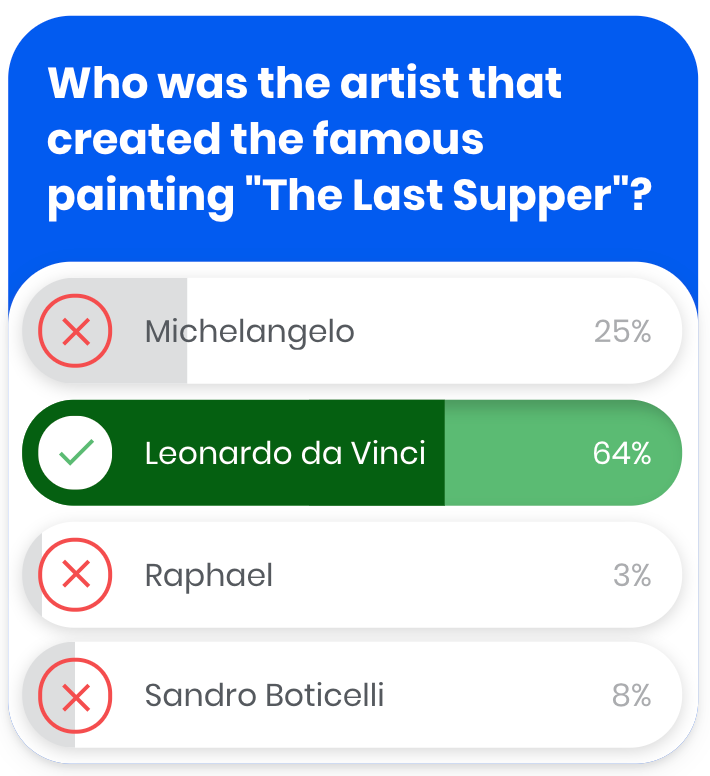 Who was the artist that
created the famous
painting "The Last Supper"?
Michelangelo 25%
Leonardo da Vinci 64%
Raphael 3%
Sandro Boticelli 8%